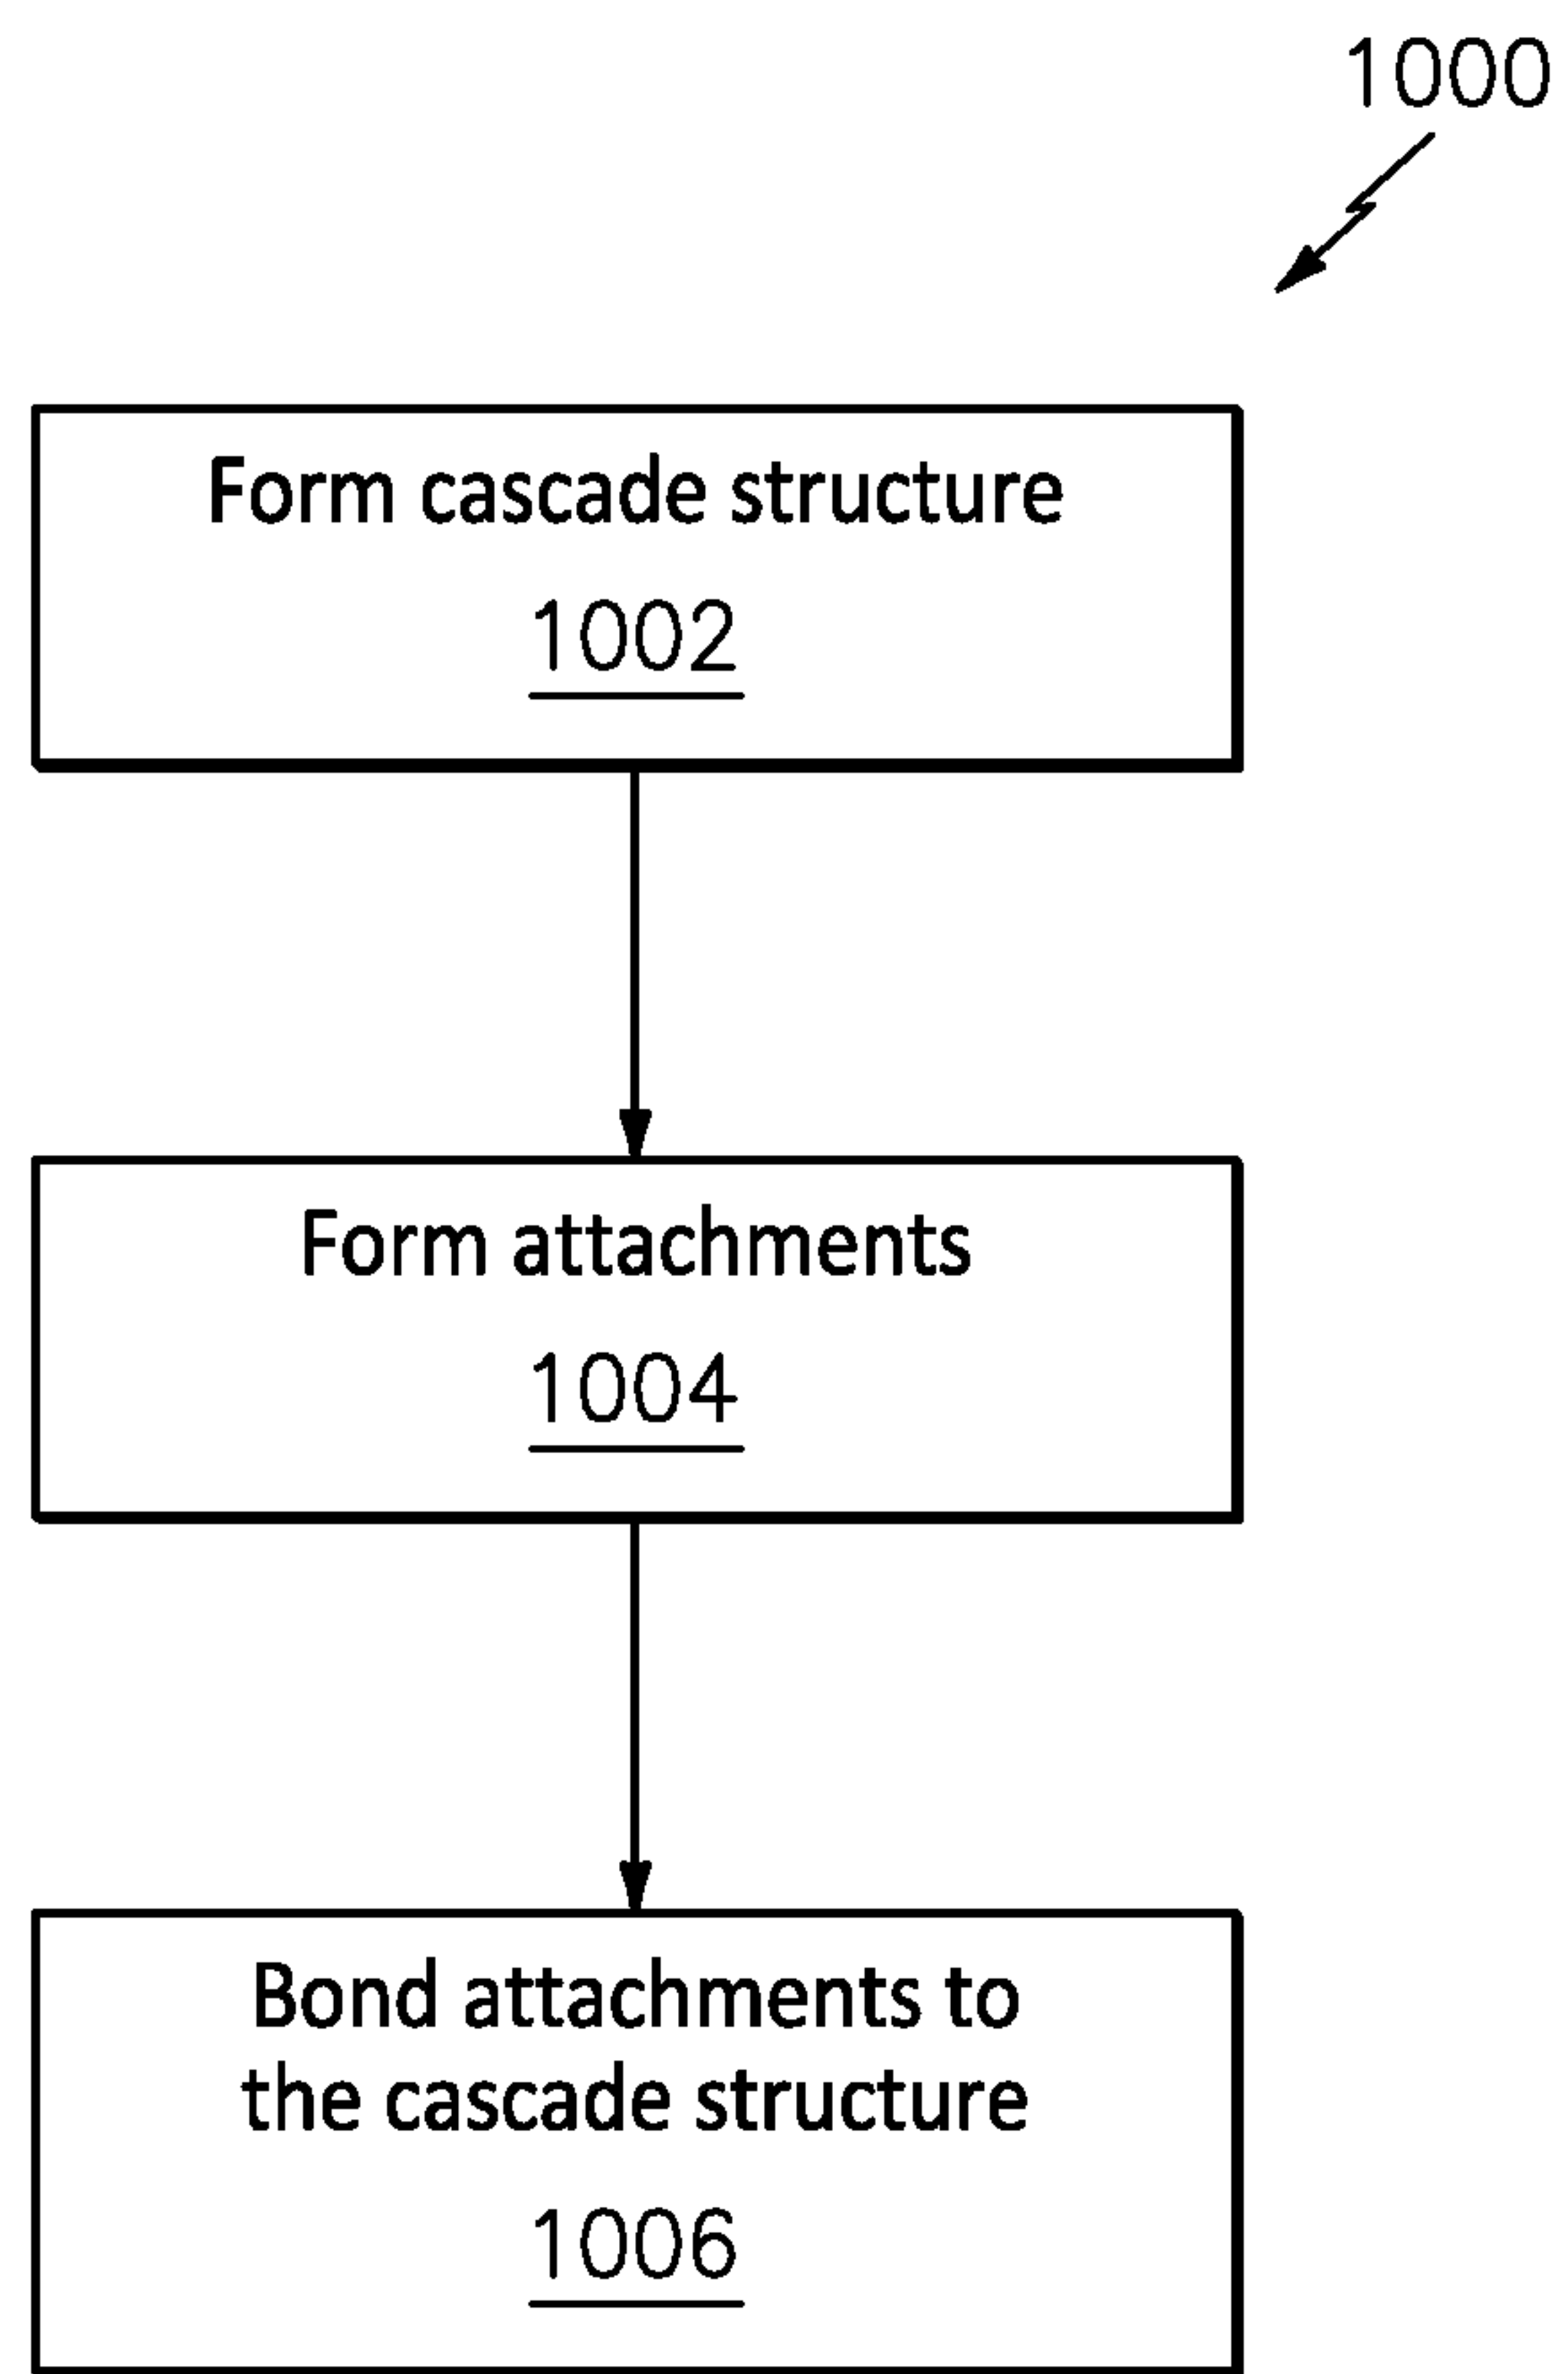 1000
Form cascade structure
1002
Form attachments
1004
Bond attachments to
the cascade structure
1006